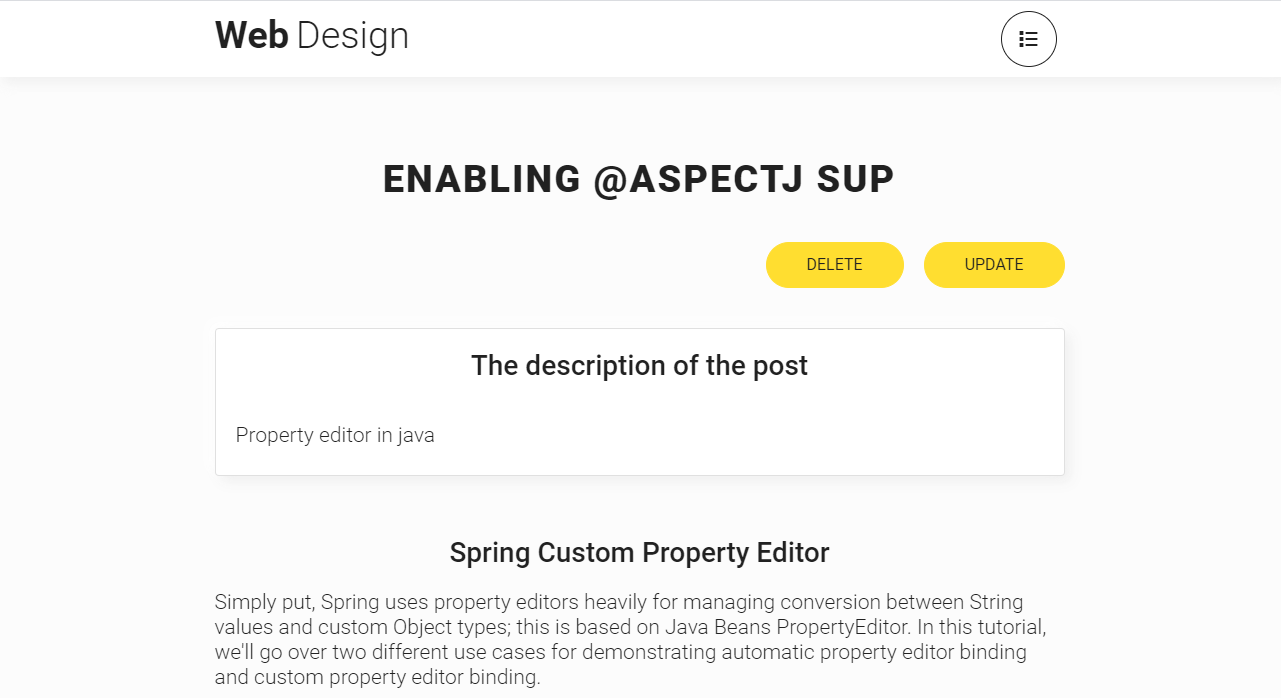 Web Design
ENABLING @ASPECTJ SUP
DELETE
UPDATE
The description of the post
Property editor in java
Spring Custom Property Editor
Simply put, Spring uses property editors heavily for managing conversion between String
values and custom Object types; this is based on Java Beans PropertyEditor. In this tutorial,
we'll go over two different use cases for demonstrating automatic property editor binding
and custom property editor binding.